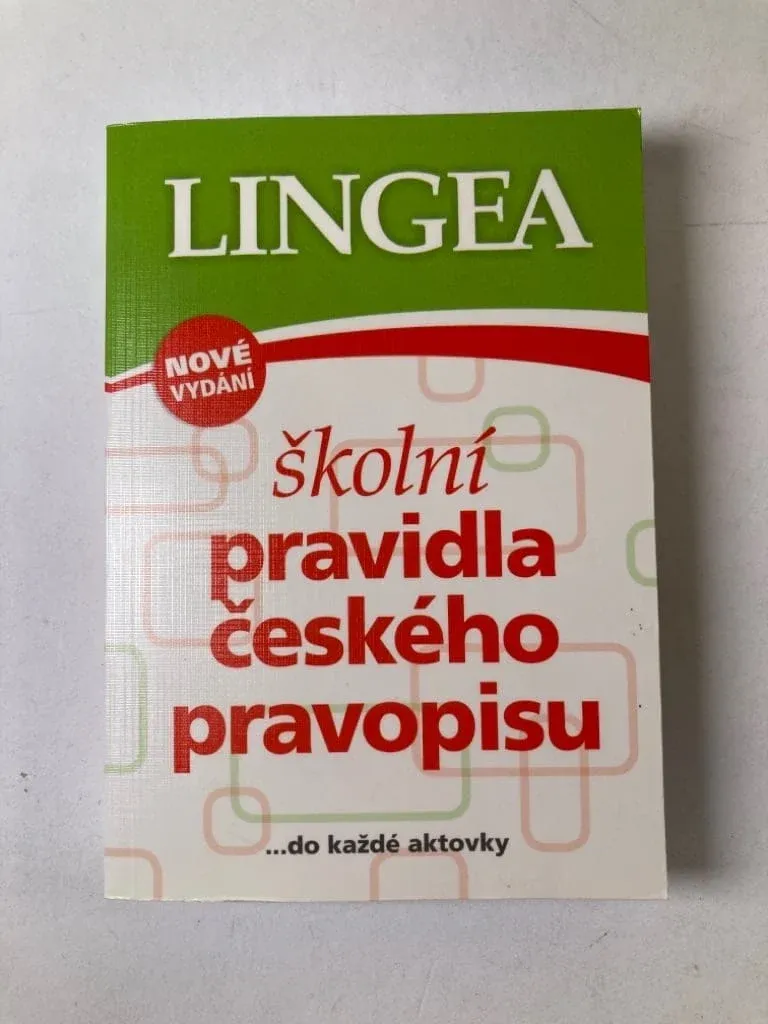 LINGEA
NOVÉ
VYDÁNÍ
školní
pravidla
českého
pravopisu
...do každé aktovky